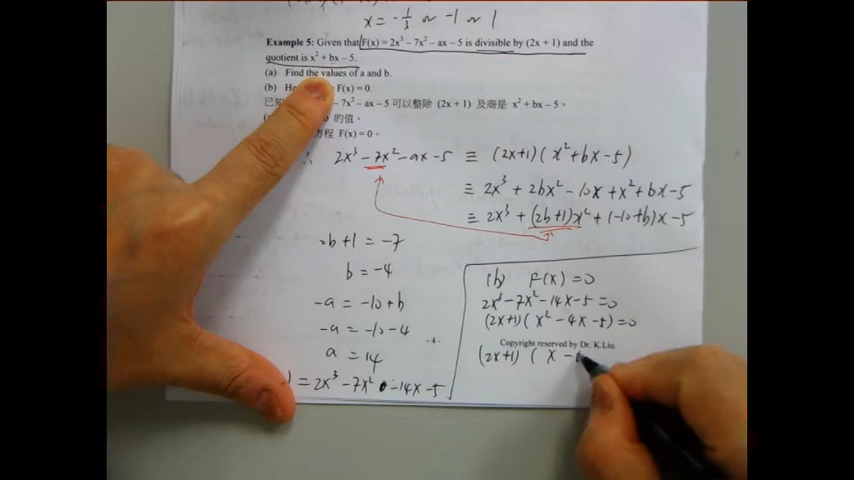 x = -1/3 or -1 or 1
Example 5: Given that F(x) = 2x³ − 7x² − ax − 5 is divisible by (2x + 1) and the
quotient is x² + bx − 5.
(a) Find the values of a and b.
(b) F(x) = 0.
已知 − 7x² − ax − 5 可以整除 (2x + 1) 及商是 x² + bx − 5。
的值。
方程 F(x) = 0。
∴ 2x³ − 7x² − ax − 5 ≡ (2x+1)(x² + bx − 5)
≡ 2x³ + 2bx² − 10x + x² + bx − 5
≡ 2x³ + (2b+1)x² + (−10+b)x − 5
2b + 1 = −7
b = −4
−a = −10 + b
−a = −10 − 4
a = 14
= 2x³ − 7x² − 14x − 5
(b) F(x) = 0
2x³ − 7x² − 14x − 5 = 0
(2x+1)(x² − 4x − 5) = 0
-4-
Copyright reserved by Dr. K.Liu
(2x+1) (x −